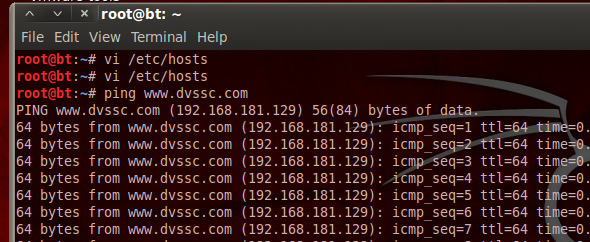 root@bt: ~
File Edit View Terminal Help
root@bt:~# vi /etc/hosts
root@bt:~# vi /etc/hosts
root@bt:~# ping www.dvssc.com
PING www.dvssc.com (192.168.181.129) 56(84) bytes of data.
64 bytes from www.dvssc.com (192.168.181.129): icmp_seq=1 ttl=64 time=0.
64 bytes from www.dvssc.com (192.168.181.129): icmp_seq=2 ttl=64 time=0.
64 bytes from www.dvssc.com (192.168.181.129): icmp_seq=3 ttl=64 time=0.
64 bytes from www.dvssc.com (192.168.181.129): icmp_seq=4 ttl=64 time=0.
64 bytes from www.dvssc.com (192.168.181.129): icmp_seq=5 ttl=64 time=0.
64 bytes from www.dvssc.com (192.168.181.129): icmp_seq=6 ttl=64 time=0.
64 bytes from www.dvssc.com (192.168.181.129): icmp_seq=7 ttl=64 time=0.